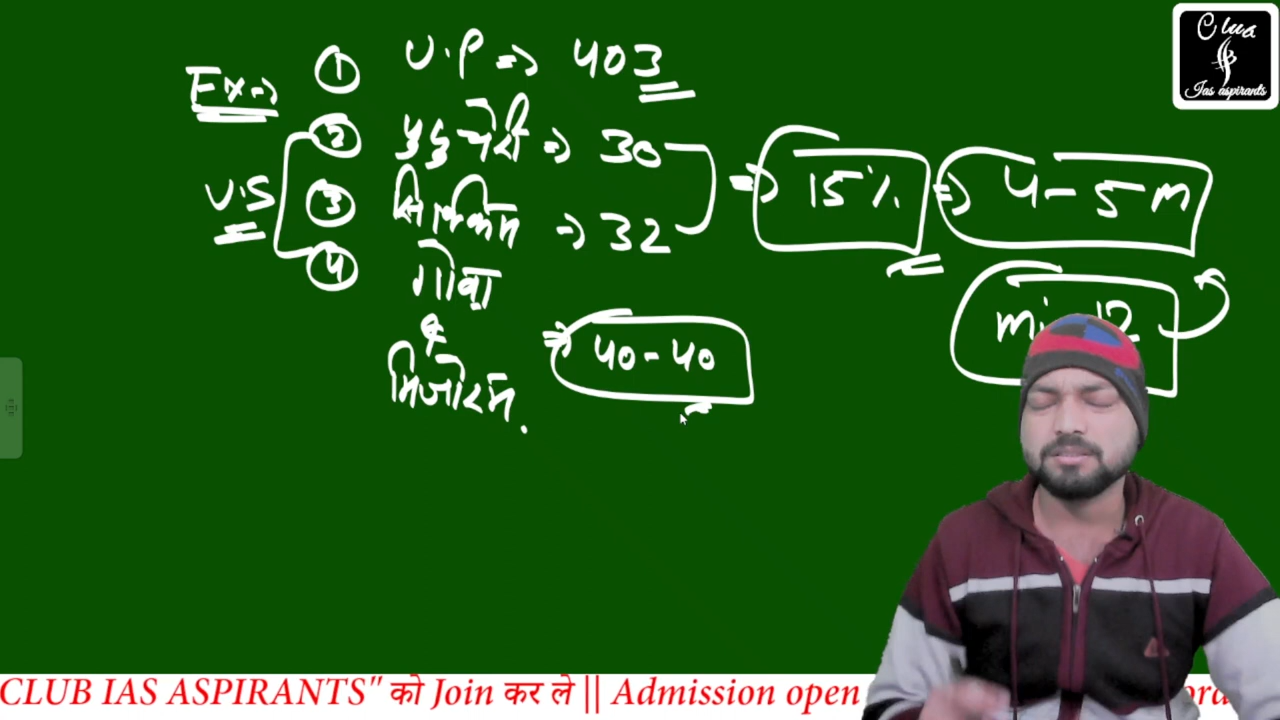 Ex →
① U.P ⇒ 403
② पुदुचेरी ⇒ 30
③ सिक्किम → 32
④ गोवा
&
मिजोरम.
U.S
⇒ 40 - 40
⇒ 15%
⇒ 4 - 5 m
12
Club
Ias aspirants
CLUB IAS ASPIRANTS" को Join कर ले || Admission open